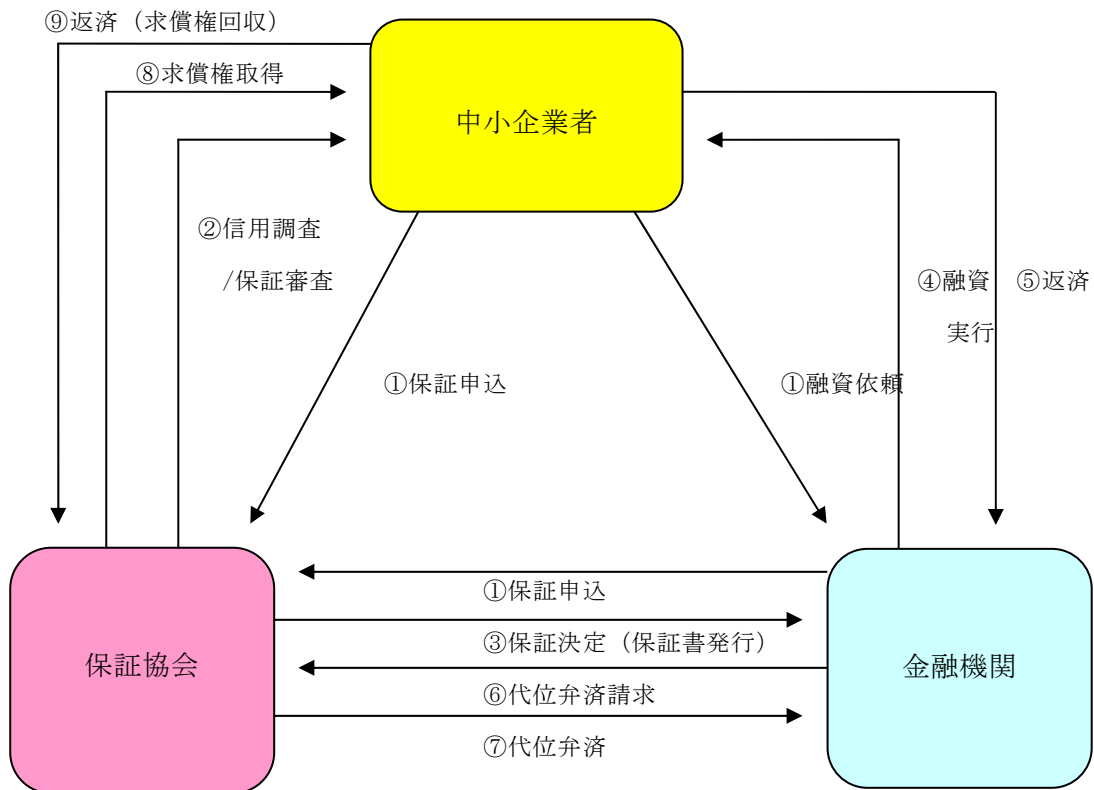 ⑨返済（求償権回収）
⑧求償権取得
中小企業者
②信用調査
/保証審査
④融資
実行
⑤返済
①保証申込
①融資依頼
①保証申込
③保証決定（保証書発行）
保証協会
金融機関
⑥代位弁済請求
⑦代位弁済